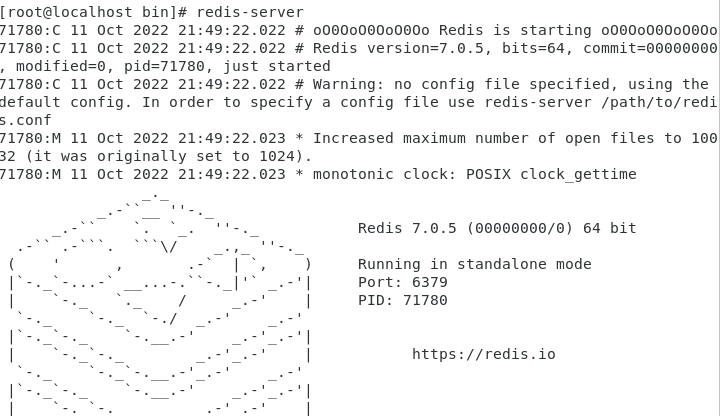 [root@localhost bin]# redis-server
71780:C 11 Oct 2022 21:49:22.022 # oO0OoO0OoO0Oo Redis is starting oO0OoO0OoO0Oo
71780:C 11 Oct 2022 21:49:22.022 # Redis version=7.0.5, bits=64, commit=00000000
, modified=0, pid=71780, just started
71780:C 11 Oct 2022 21:49:22.022 # Warning: no config file specified, using the
default config. In order to specify a config file use redis-server /path/to/redi
s.conf
71780:M 11 Oct 2022 21:49:22.023 * Increased maximum number of open files to 100
32 (it was originally set to 1024).
71780:M 11 Oct 2022 21:49:22.023 * monotonic clock: POSIX clock_gettime
Redis 7.0.5 (00000000/0) 64 bit
Running in standalone mode
Port: 6379
PID: 71780
https://redis.io